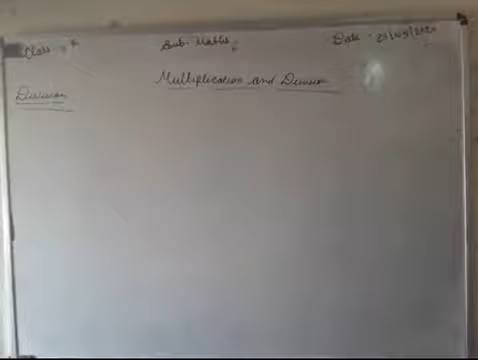 Class - Sub- Maths Date - 
Multiplication and Division
Division